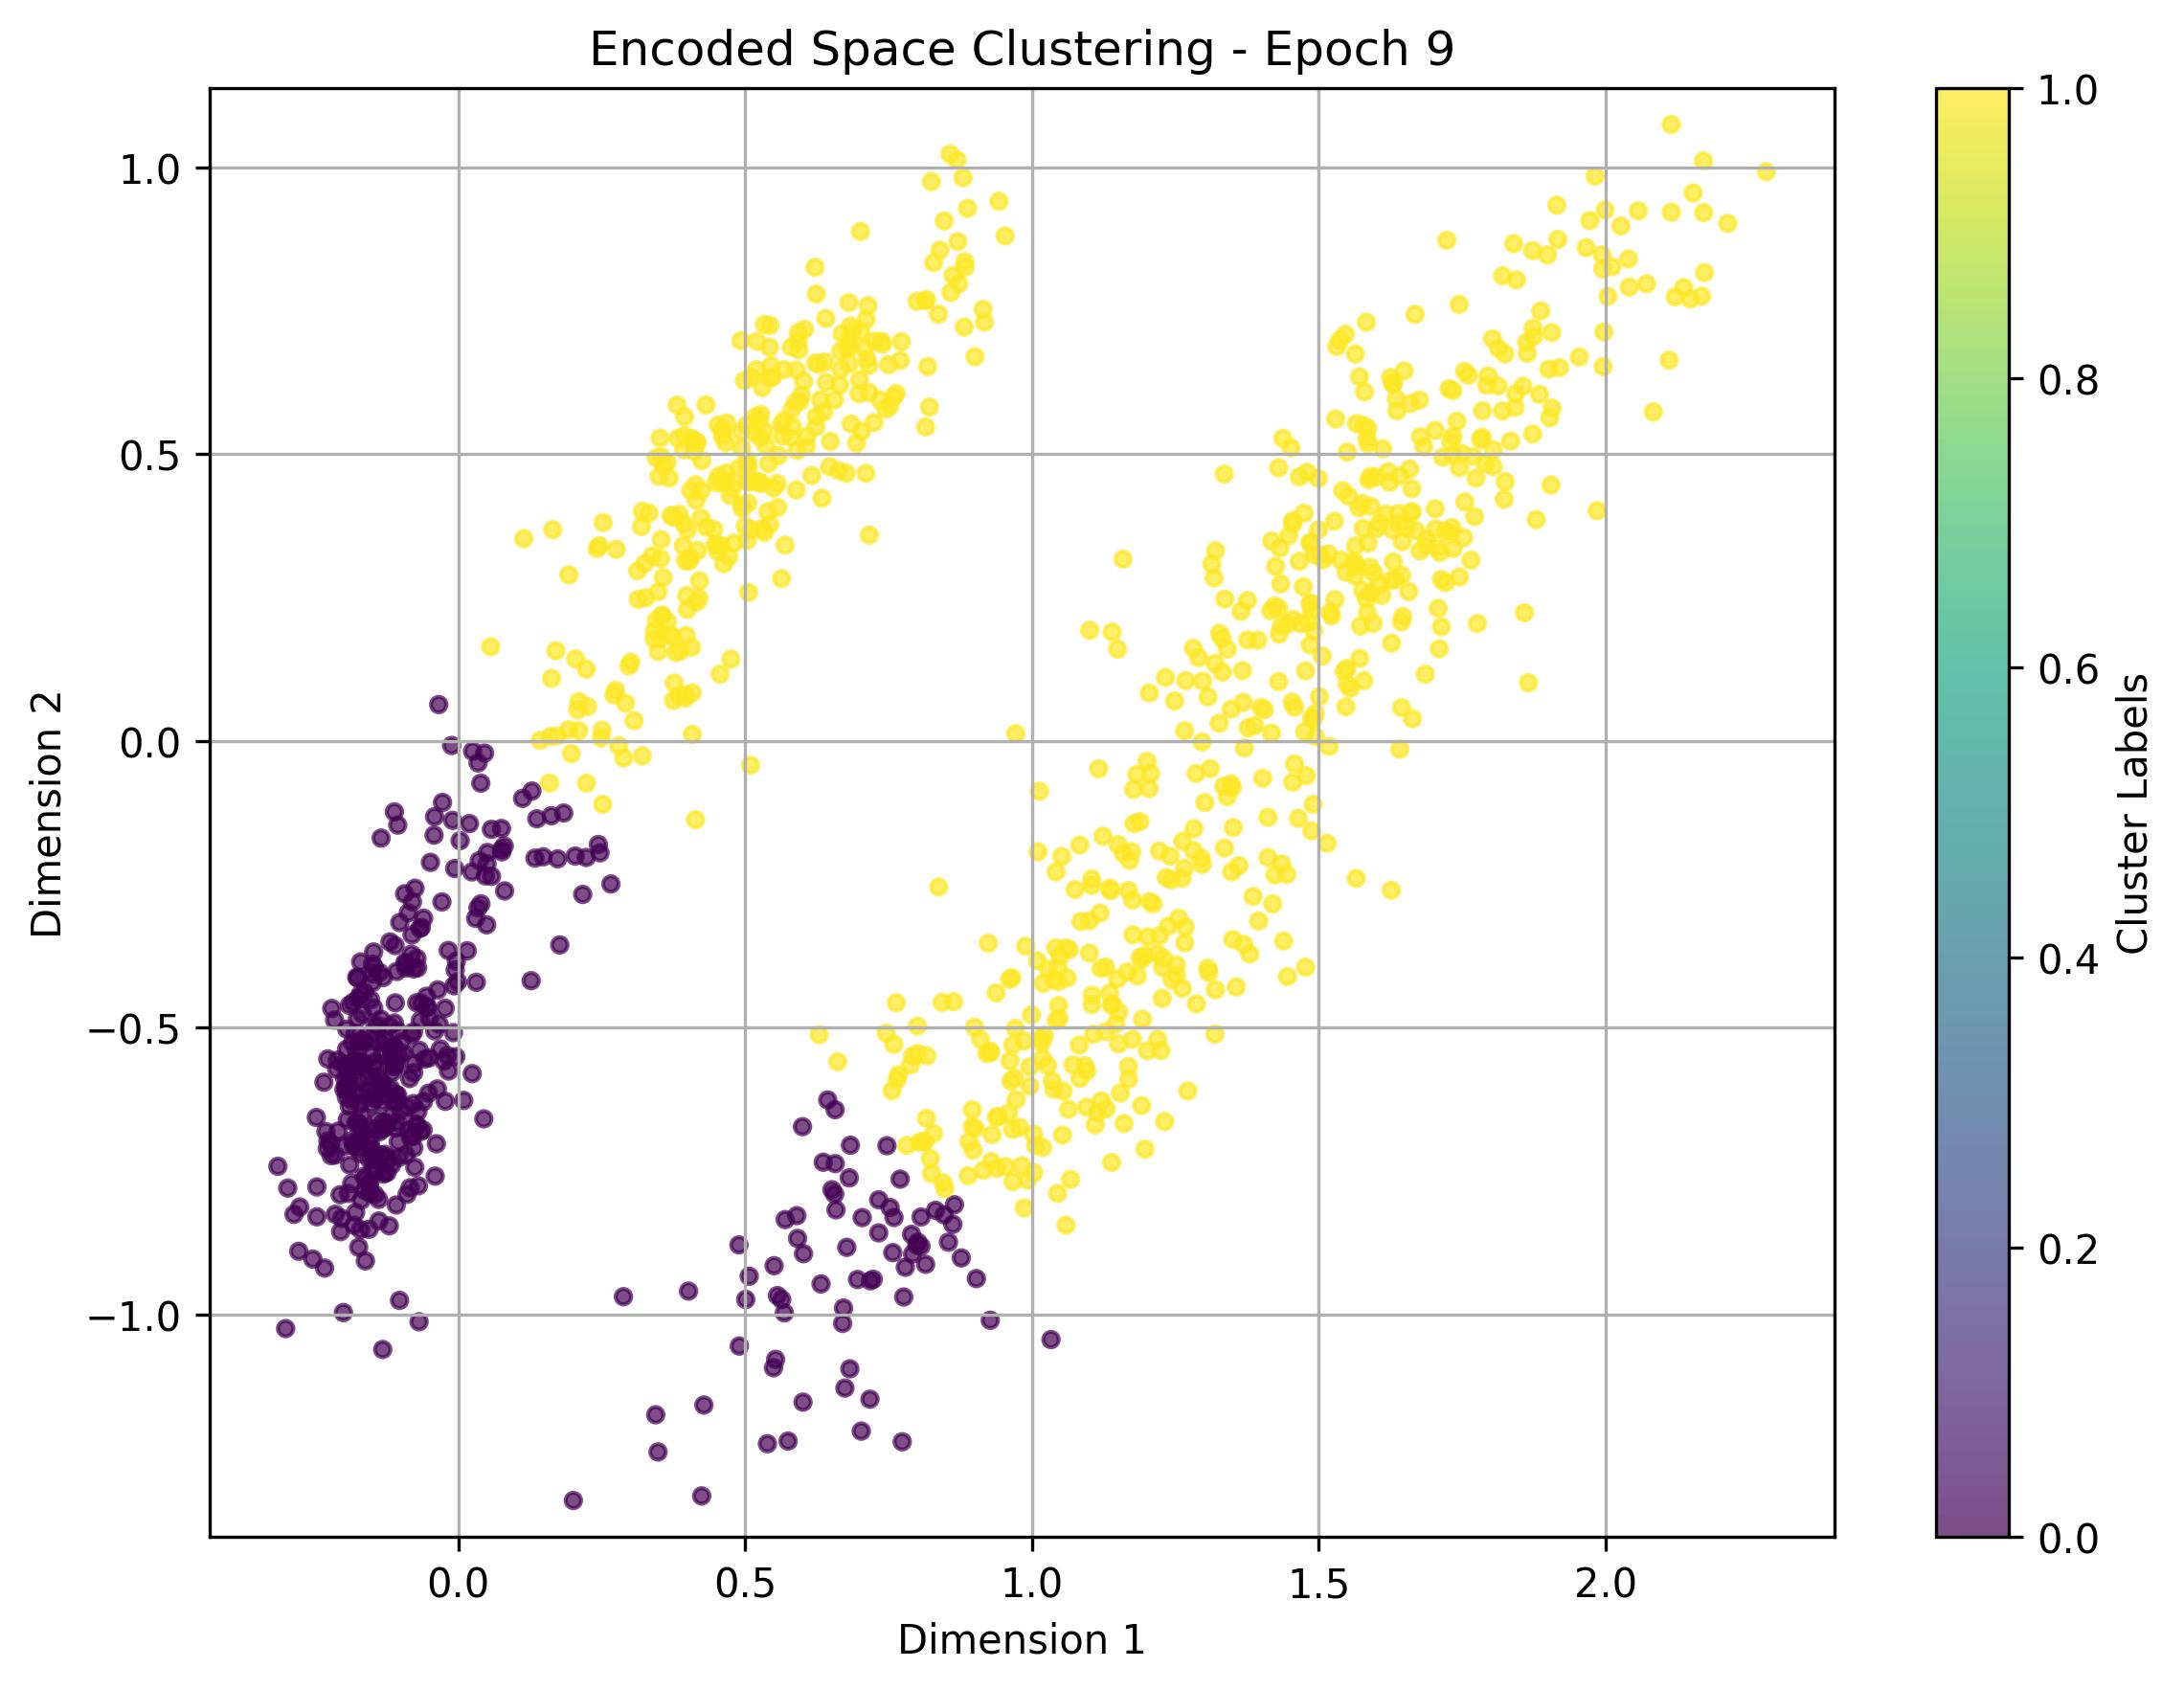 Encoded Space Clustering - Epoch 9
Dimension 2
1.0
0.5
0.0
−0.5
−1.0
0.0 0.5 1.0 1.5 2.0
Dimension 1
1.0
0.8
0.6
0.4
0.2
0.0
Cluster Labels